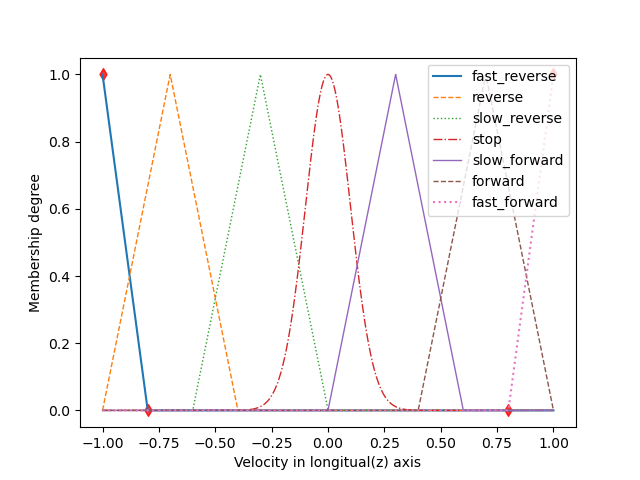 1.0
0.8
0.6
0.4
0.2
0.0
Membership degree
fast_reverse
reverse
slow_reverse
stop
slow_forward
forward
fast_forward
−1.00 −0.75 −0.50 −0.25 0.00 0.25 0.50 0.75 1.00
Velocity in longitual(z) axis